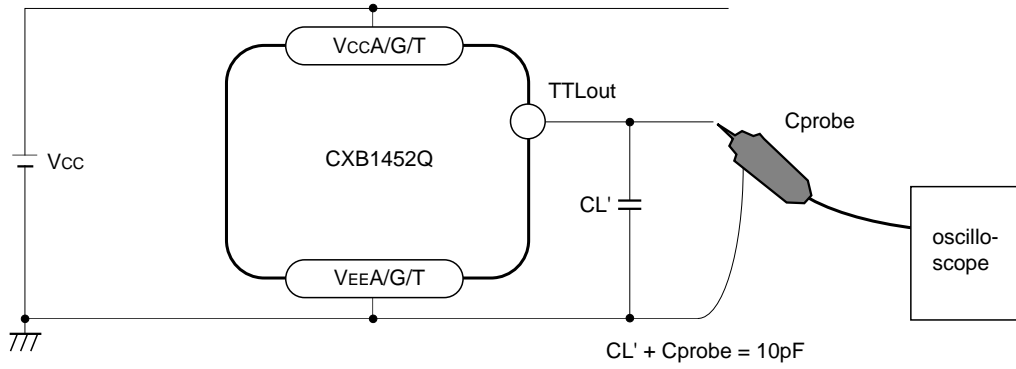 VCCA/G/T
TTLout
Cprobe
VCC
CXB1452Q
CL'
oscillo-
scope
VEEA/G/T
CL' + Cprobe = 10pF